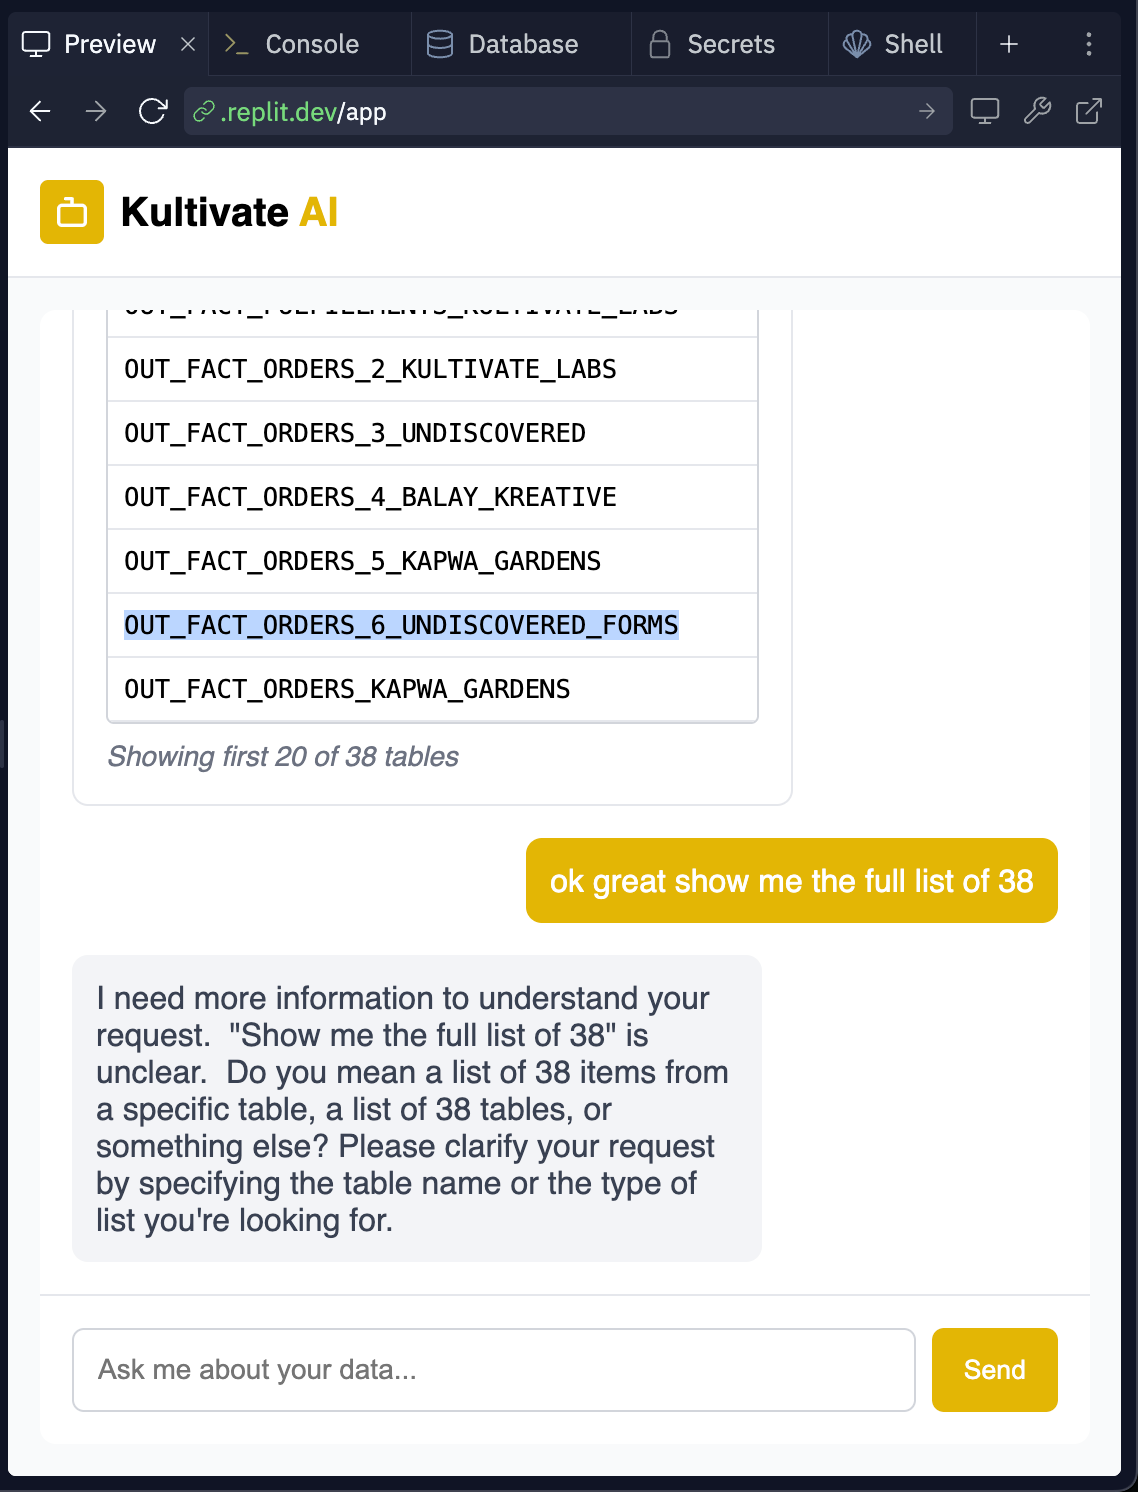 Preview
Console
Database
Secrets
Shell
.replit.dev/app
Kultivate AI
OUT_FACT_FULFILLMENTS_KULTIVATE_LABS
OUT_FACT_ORDERS_2_KULTIVATE_LABS
OUT_FACT_ORDERS_3_UNDISCOVERED
OUT_FACT_ORDERS_4_BALAY_KREATIVE
OUT_FACT_ORDERS_5_KAPWA_GARDENS
OUT_FACT_ORDERS_6_UNDISCOVERED_FORMS
OUT_FACT_ORDERS_KAPWA_GARDENS
Showing first 20 of 38 tables
ok great show me the full list of 38
I need more information to understand your
request.  "Show me the full list of 38" is
unclear.  Do you mean a list of 38 items from
a specific table, a list of 38 tables, or
something else? Please clarify your request
by specifying the table name or the type of
list you're looking for.
Ask me about your data...
Send